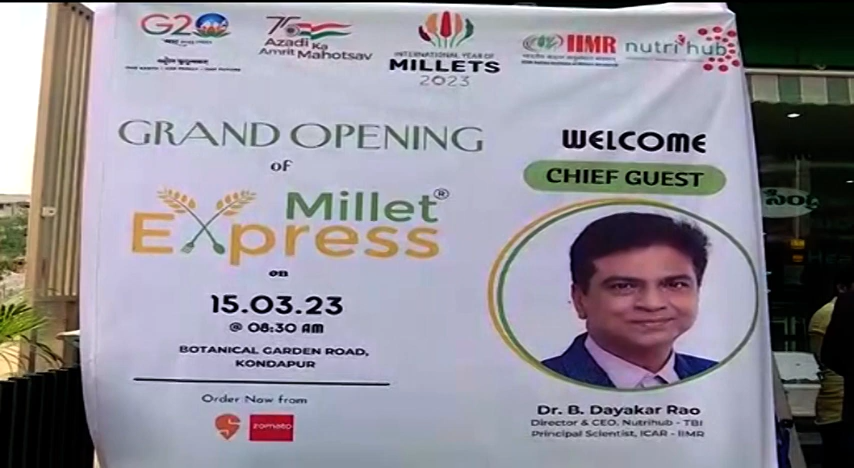 G20
75
Azadi Ka
Amrit Mahotsav
INTERNATIONAL YEAR OF
MILLETS
2023
IIMR
nutrihub
GRAND OPENING
of
Millet®
Express
on
15.03.23
@ 08:30 AM
BOTANICAL GARDEN ROAD,
KONDAPUR
Order Now from
zomato
WELCOME
CHIEF GUEST
Dr. B. Dayakar Rao
Director & CEO, Nutrihub - TBI
Principal Scientist, ICAR - IIMR